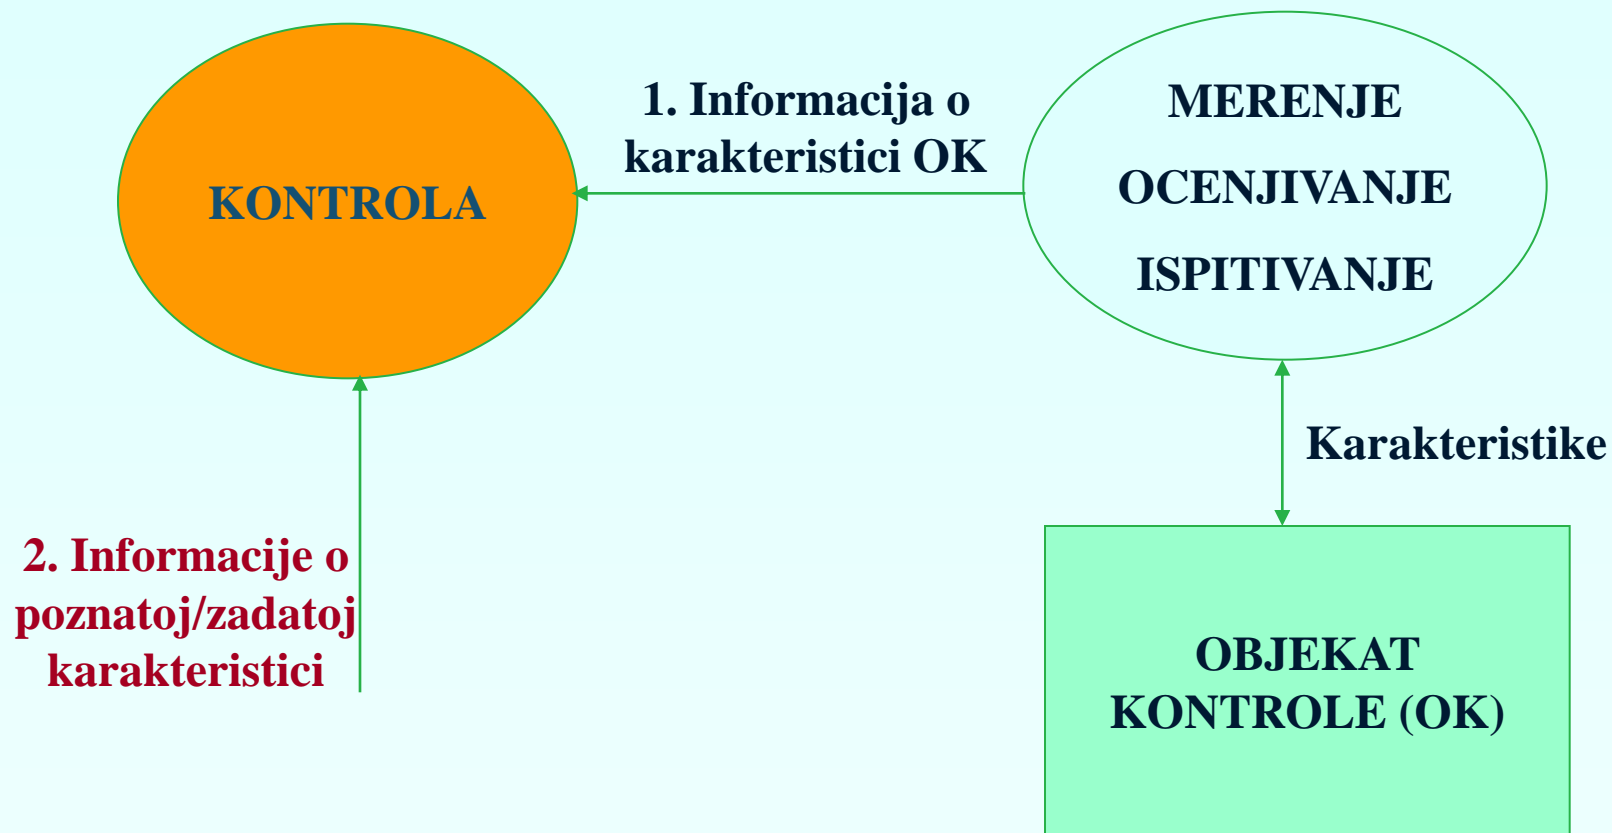 KONTROLA
1. Informacija o
karakteristici OK
MERENJE
OCENJIVANJE
ISPITIVANJE
Karakteristike
2. Informacije o
poznatoj/zadatoj
karakteristici
OBJEKAT
KONTROLE (OK)